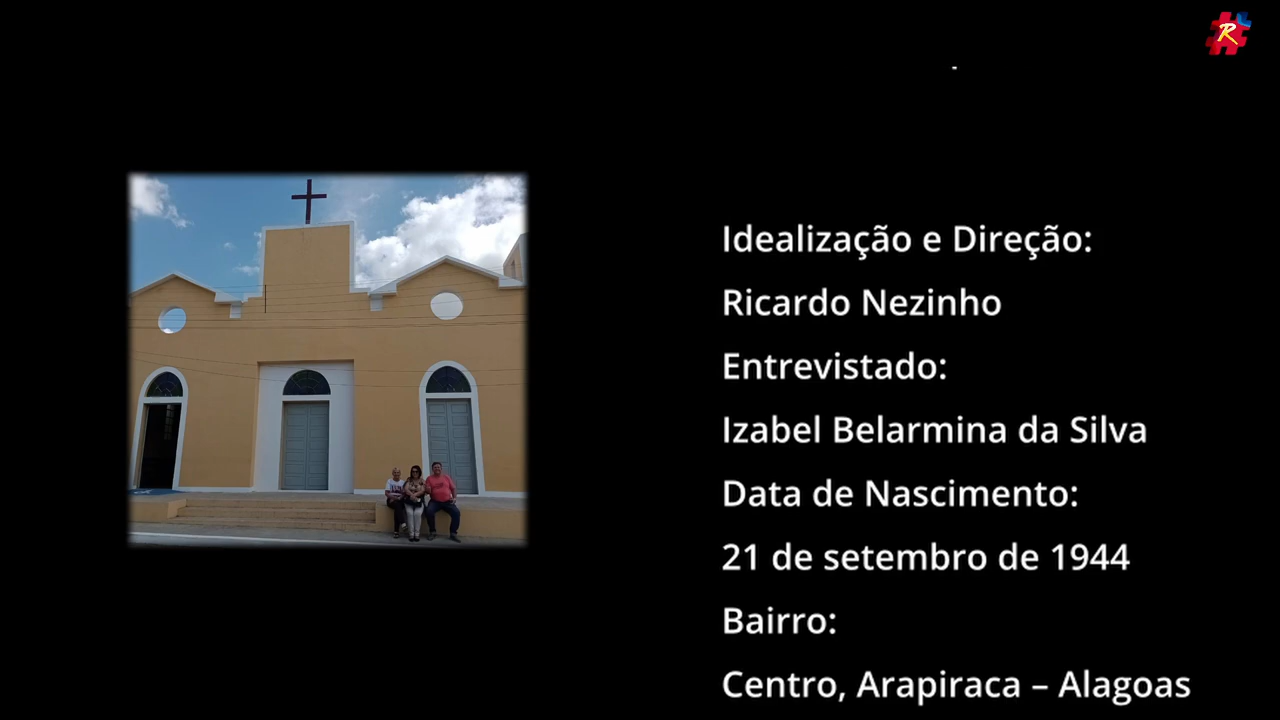 R
Idealização e Direção:
Ricardo Nezinho
Entrevistado:
Izabel Belarmina da Silva
Data de Nascimento:
21 de setembro de 1944
Bairro:
Centro, Arapiraca – Alagoas